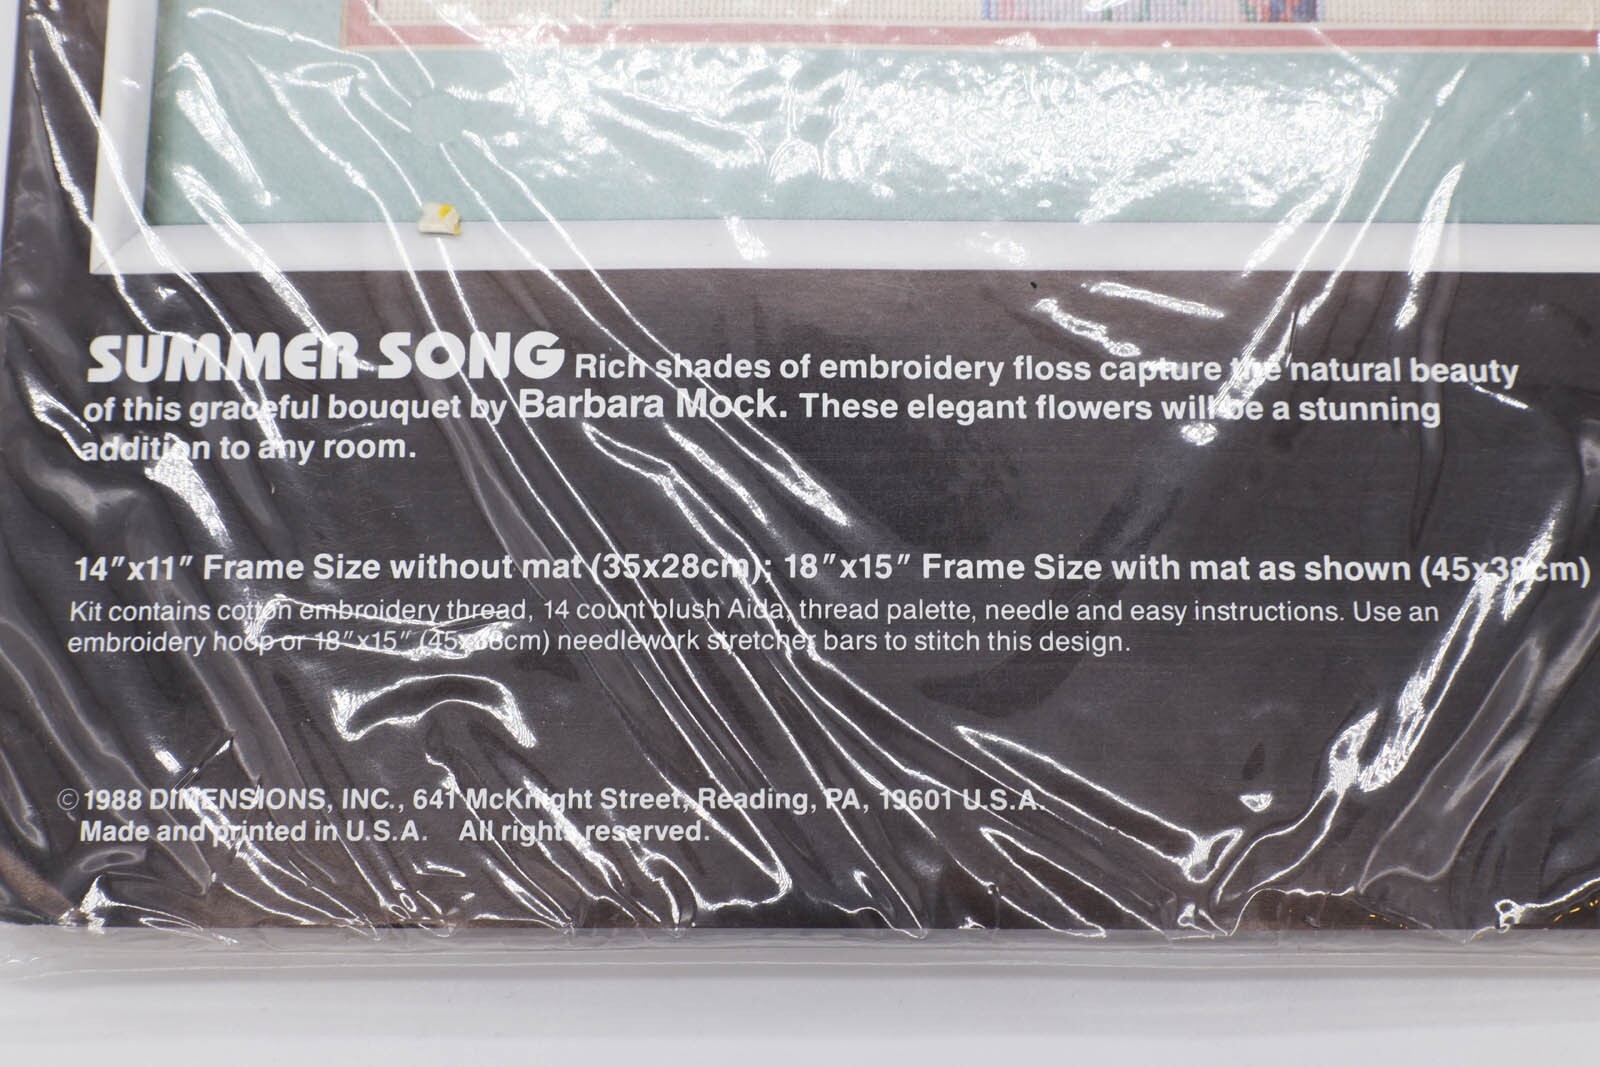 SUMMER SONG Rich shades of embroidery floss capture the natural beauty
of this graceful bouquet by Barbara Mock. These elegant flowers will be a stunning
addition to any room.
14"x11" Frame Size without mat (35x28cm); 18"x15" Frame Size with mat as shown (45x38cm)
Kit contains cotton embroidery thread, 14 count blush Aida, thread palette, needle and easy instructions. Use an
embroidery hoop or 18"x15" (45x38cm) needlework stretcher bars to stitch this design.
©1988 DIMENSIONS, INC., 641 McKnight Street, Reading, PA, 19601 U.S.A.
Made and printed in U.S.A. All rights reserved.